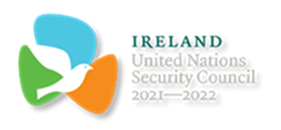 IRELAND
United Nations
Security Council
2021—2022